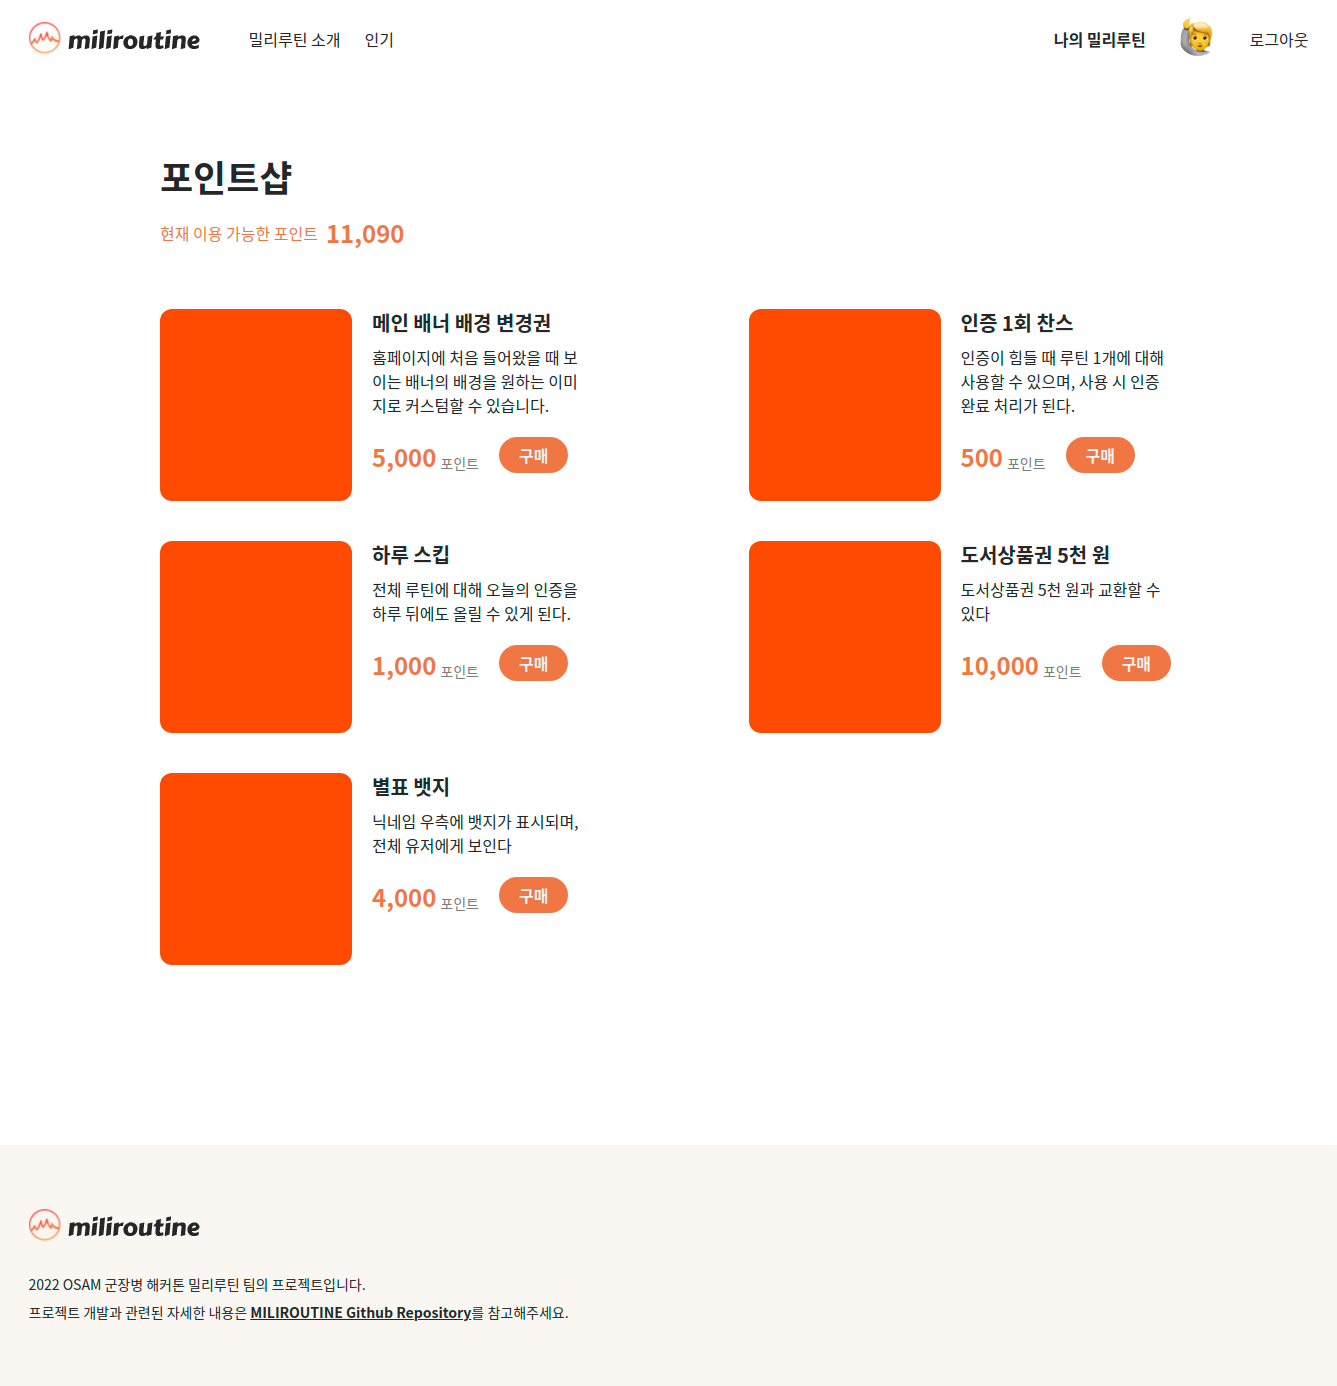 miliroutine 밀리루틴 소개 인기 나의 밀리루틴 로그아웃
포인트샵
현재 이용 가능한 포인트 11,090
메인 배너 배경 변경권
홈페이지에 처음 들어왔을 때 보
이는 배너의 배경을 원하는 이미
지로 커스텀할 수 있습니다.
5,000 포인트 구매
인증 1회 찬스
인증이 힘들 때 루틴 1개에 대해
사용할 수 있으며, 사용 시 인증
완료 처리가 된다.
500 포인트 구매
하루 스킵
전체 루틴에 대해 오늘의 인증을
하루 뒤에도 올릴 수 있게 된다.
1,000 포인트 구매
도서상품권 5천 원
도서상품권 5천 원과 교환할 수
있다
10,000 포인트 구매
별표 뱃지
닉네임 우측에 뱃지가 표시되며,
전체 유저에게 보인다
4,000 포인트 구매
miliroutine
2022 OSAM 군장병 해커톤 밀리루틴 팀의 프로젝트입니다.
프로젝트 개발과 관련된 자세한 내용은 MILIROUTINE Github Repository를 참고해주세요.